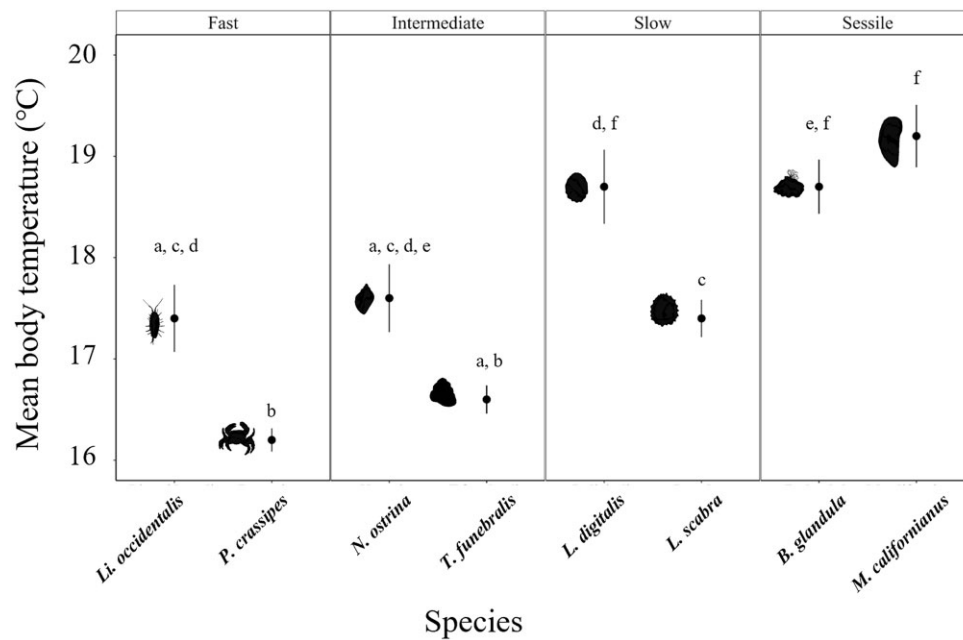 Fast Intermediate Slow Sessile
20
19
18
17
16
Mean body temperature (°C)
a, c, d
b
a, c, d, e
a, b
d, f
c
e, f
f
Li. occidentalis
P. crassipes
N. ostrina
T. funebralis
L. digitalis
L. scabra
B. glandula
M. californianus
Species